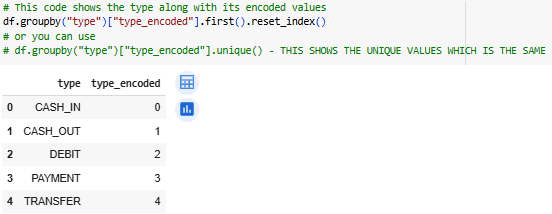 # This code shows the type along with its encoded values
df.groupby("type")["type_encoded"].first().reset_index()
# or you can use
# df.groupby("type")["type_encoded"].unique() - THIS SHOWS THE UNIQUE VALUES WHICH IS THE SAME
type type_encoded
0 CASH_IN 0
1 CASH_OUT 1
2 DEBIT 2
3 PAYMENT 3
4 TRANSFER 4